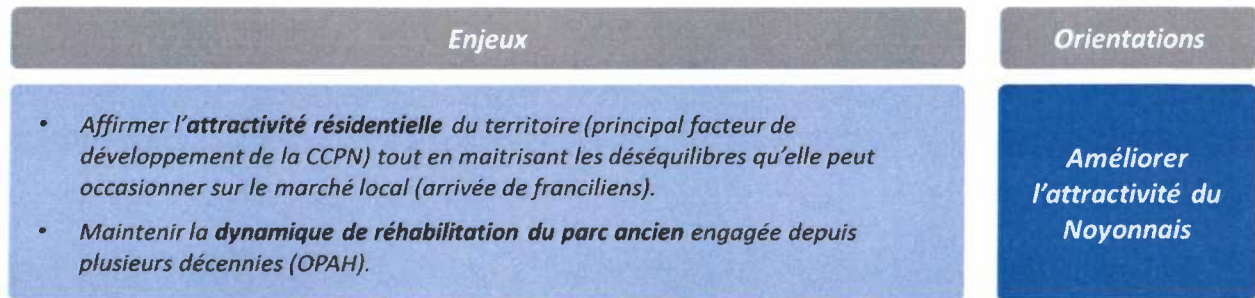 Enjeux
Orientations
• Affirmer l'attractivité résidentielle du territoire (principal facteur de
développement de la CCPN) tout en maitrisant les déséquilibres qu'elle peut
occasionner sur le marché local (arrivée de franciliens).
• Maintenir la dynamique de réhabilitation du parc ancien engagée depuis
plusieurs décennies (OPAH).
Améliorer
l'attractivité du
Noyonnais